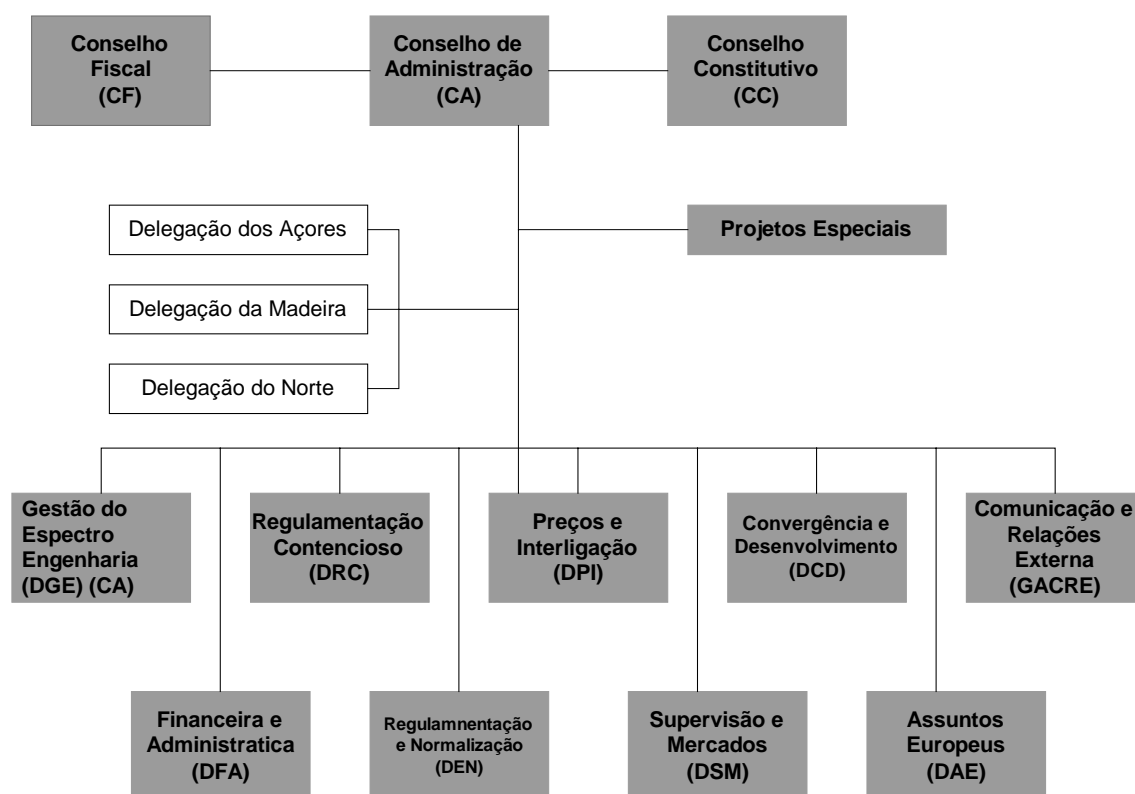 Conselho
Fiscal
(CF)
Conselho de
Administração
(CA)
Conselho
Constitutivo
(CC)
Delegação dos Açores
Projetos Especiais
Delegação da Madeira
Delegação do Norte
Gestão do
Espectro
Engenharia
(DGE) (CA)
Regulamentação
Contencioso
(DRC)
Preços e
Interligação
(DPI)
Convergência e
Desenvolvimento
(DCD)
Comunicação e
Relações
Externa
(GACRE)
Financeira e
Administratica
(DFA)
Regulamnentação
e Normalização
(DEN)
Supervisão e
Mercados
(DSM)
Assuntos
Europeus
(DAE)